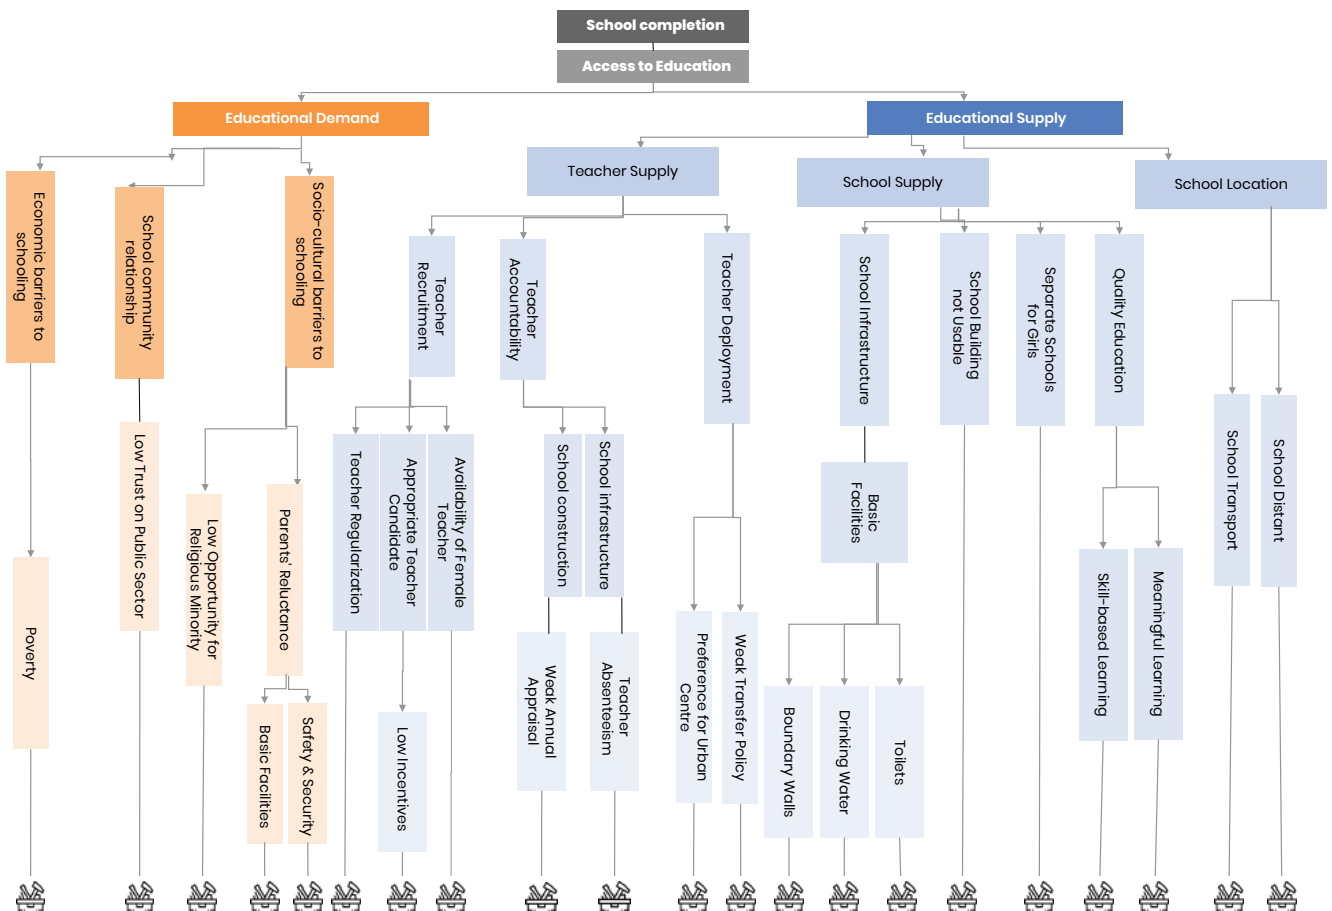 School completion
Access to Education
Educational Demand
Educational Supply
Teacher Supply
School Supply
School Location
Economic barriers to
schooling
School community
relationship
Socio-cultural barriers to
schooling
Teacher
Recruitment
Teacher
Accountability
Teacher Deployment
School Infrastructure
School Building
not Usable
Separate Schools
for Girls
Quality Education
Low Trust on Public Sector
Low Opportunity for
Religious Minority
Parents' Reluctance
Teacher Regularization
Appropriate Teacher
Candidate
Availability of Female
Teacher
School construction
School infrastructure
Basic
Facilities
School Transport
School Distant
Poverty
Basic Facilities
Safety & Security
Low Incentives
Weak Annual
Appraisal
Teacher
Absenteeism
Preference for Urban
Centre
Weak Transfer Policy
Boundary Walls
Drinking Water
Toilets
Skill-based Learning
Meaningful Learning